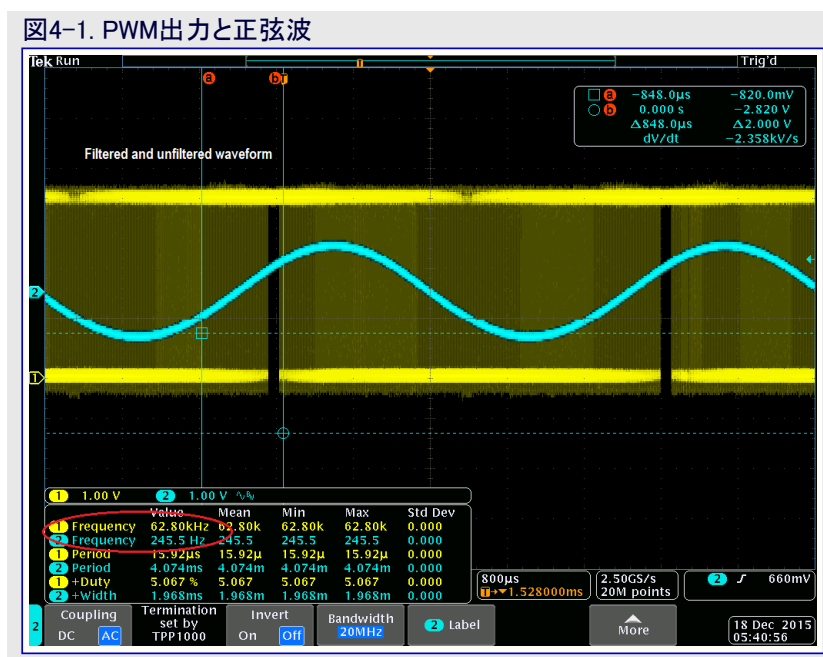 図4-1. PWM出力と正弦波
Tek Run Trig'd
a b T
a −848.0µs −820.0mV
b 0.000 s −2.820 V
Δ848.0µs Δ2.000 V
dV/dt −2.358kV/s
Filtered and unfiltered waveform
2
1
1 1.00 V 2 1.00 V
Value Mean Min Max Std Dev
1 Frequency 62.80kHz 62.80k 62.80k 62.80k 0.000
2 Frequency 245.5 Hz 245.5 245.5 245.5 0.000
1 Period 15.92µs 15.92µ 15.92µ 15.92µ 0.000
2 Period 4.074ms 4.074m 4.074m 4.074m 0.000
1 +Duty 5.067 % 5.067 5.067 5.067 0.000
2 +Width 1.968ms 1.968m 1.968m 1.968m 0.000
800µs
T→▼1.528000ms
2.50GS/s
20M points
2 ʃ 660mV
2
Coupling
DC AC
Termination
set by
TPP1000
Invert
On Off
Bandwidth
20MHz
2 Label
More
18 Dec 2015
05:40:56